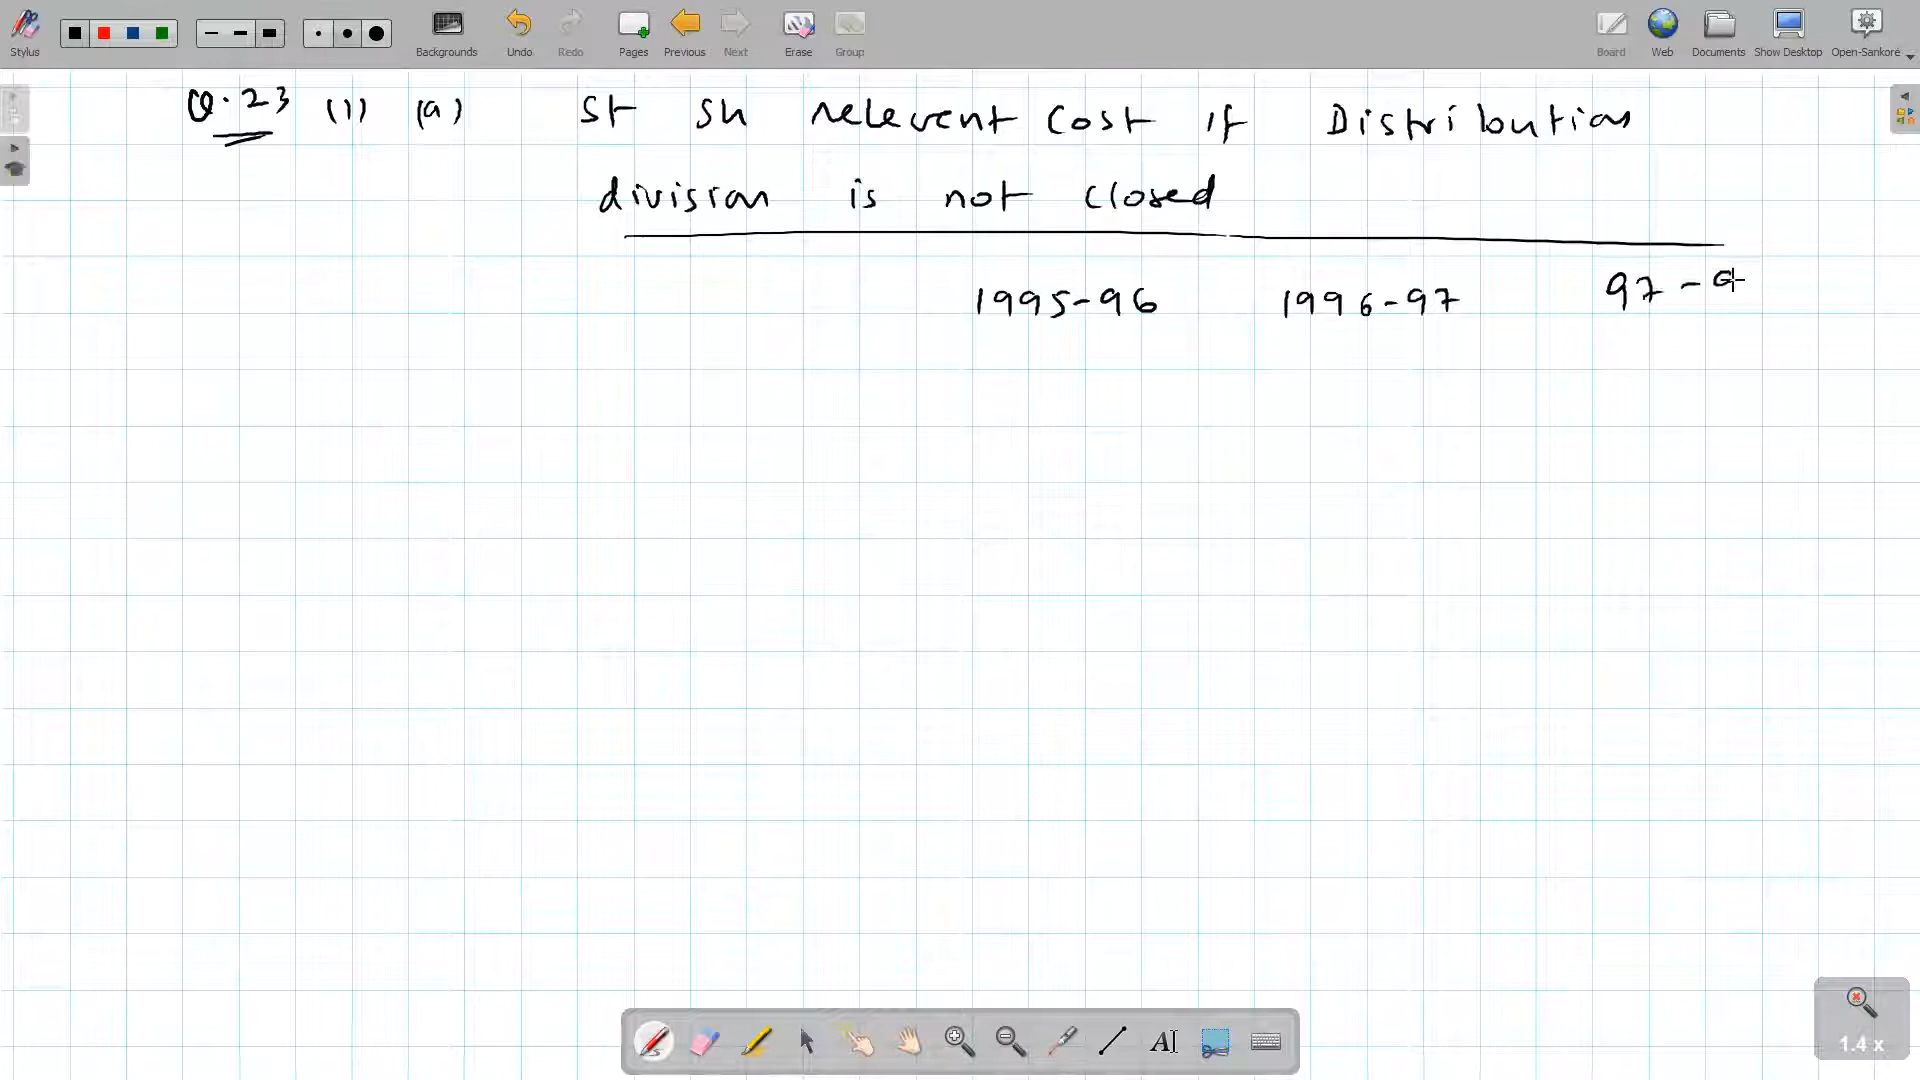 Stylus
Backgrounds Undo Redo Pages Previous Next Erase Group Board Web Documents Show Desktop Open-Sankoré
Q.23 (1) (a) St Sh relevent Cost if Distribution
division is not closed
1995-96 1996-97 97-9
1.4 x